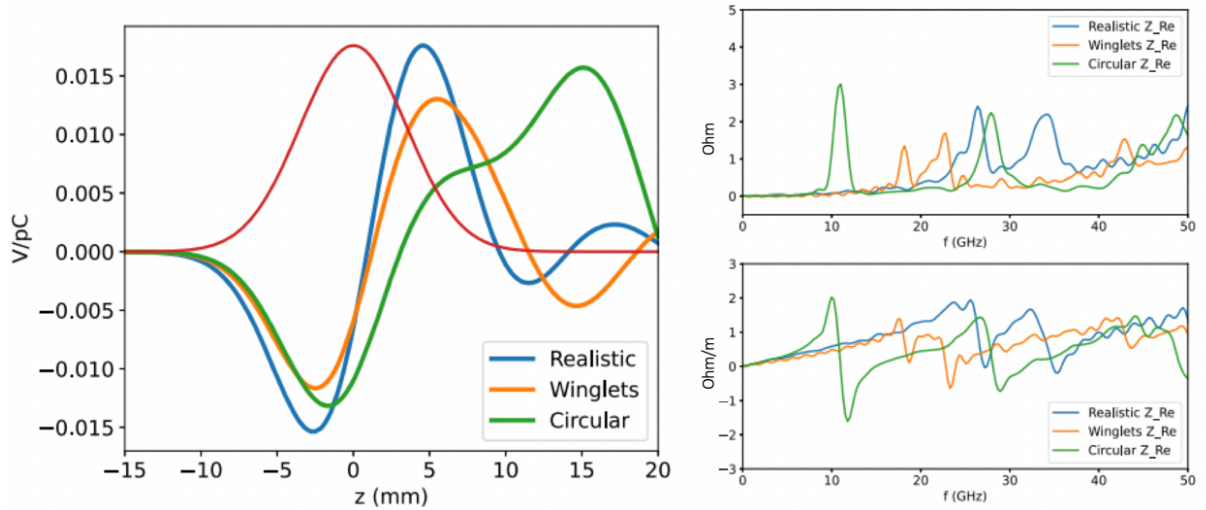 V/pC
0.015
0.010
0.005
0.000
−0.005
−0.010
−0.015
−15 −10 −5 0 5 10 15 20
z (mm)
Realistic
Winglets
Circular
Ohm
5
4
3
2
1
0
0 10 20 30 40 50
f (GHz)
Realistic Z_Re
Winglets Z_Re
Circular Z_Re
Ohm/m
3
2
1
0
−1
−2
−3
0 10 20 30 40 50
f (GHz)
Realistic Z_Re
Winglets Z_Re
Circular Z_Re